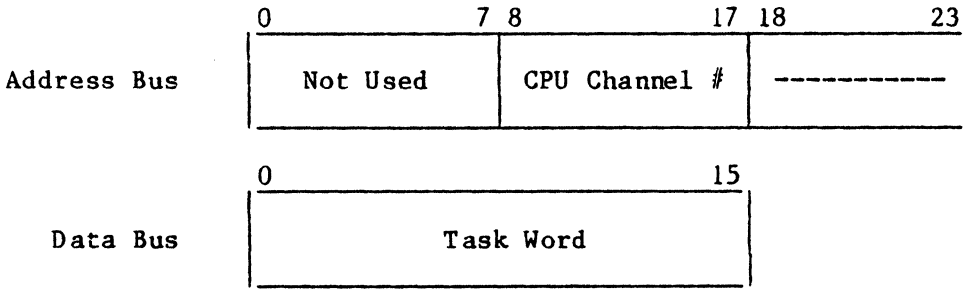 0 7 8 17 18 23
Address Bus Not Used CPU Channel # -----------
0 15
Data Bus Task Word